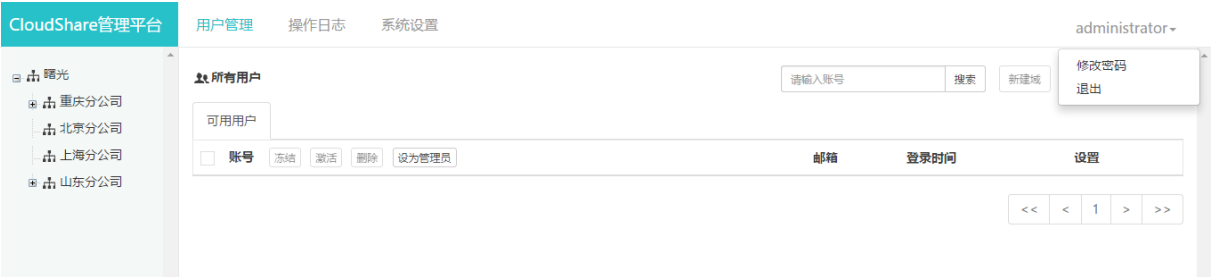 CloudShare管理平台 用户管理 操作日志 系统设置 administrator
修改密码
退出
曙光
重庆分公司
北京分公司
上海分公司
山东分公司
所有用户 请输入账号 搜索 新建域
可用用户
账号 冻结 激活 删除 设为管理员 邮箱 登录时间 设置
<< < 1 > >>